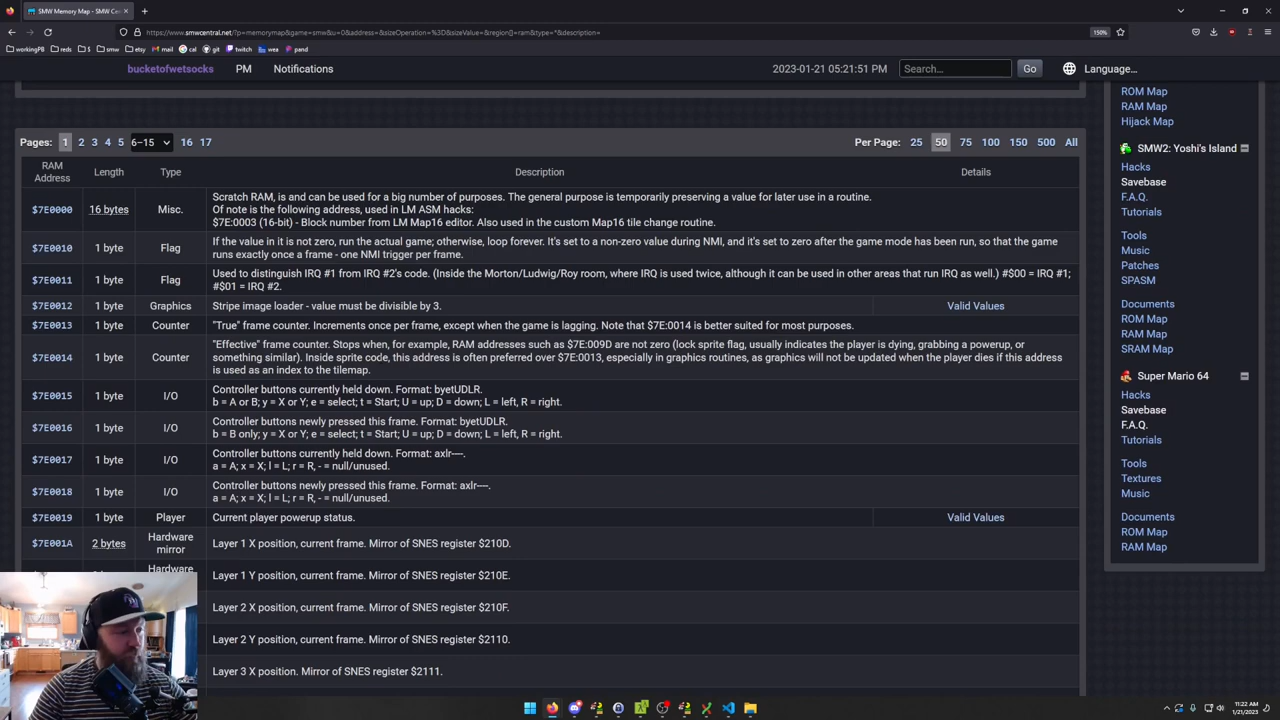 SMW Memory Map - SMW Cen
https://www.smwcentral.net/?p=memorymap&game=smw&u=0&address=&sizeOperation=%3D&sizeValue=&region[]=ram&type=*&description=
150%
workingPB reds $ smw etsy mail cal git twitch wea pand
bucketofwetsocks PM Notifications 2023-01-21 05:21:51 PM Search... Go Language...
Pages: 1 2 3 4 5 6–15 16 17 Per Page: 25 50 75 100 150 500 All
RAM Address Length Type Description Details
$7E0000 16 bytes Misc. Scratch RAM, is and can be used for a big number of purposes. The general purpose is temporarily preserving a value for later use in a routine.
Of note is the following address, used in LM ASM hacks:
$7E:0003 (16-bit) - Block number from LM Map16 editor. Also used in the custom Map16 tile change routine.
$7E0010 1 byte Flag If the value in it is not zero, run the actual game; otherwise, loop forever. It's set to a non-zero value during NMI, and it's set to zero after the game mode has been run, so that the game
runs exactly once a frame - one NMI trigger per frame.
$7E0011 1 byte Flag Used to distinguish IRQ #1 from IRQ #2's code. (Inside the Morton/Ludwig/Roy room, where IRQ is used twice, although it can be used in other areas that run IRQ as well.) #$00 = IRQ #1;
#$01 = IRQ #2.
$7E0012 1 byte Graphics Stripe image loader - value must be divisible by 3. Valid Values
$7E0013 1 byte Counter "True" frame counter. Increments once per frame, except when the game is lagging. Note that $7E:0014 is better suited for most purposes.
$7E0014 1 byte Counter "Effective" frame counter. Stops when, for example, RAM addresses such as $7E:009D are not zero (lock sprite flag, usually indicates the player is dying, grabbing a powerup, or
something similar). Inside sprite code, this address is often preferred over $7E:0013, especially in graphics routines, as graphics will not be updated when the player dies if this address
is used as an index to the tilemap.
$7E0015 1 byte I/O Controller buttons currently held down. Format: byetUDLR.
b = A or B; y = X or Y; e = select; t = Start; U = up; D = down; L = left, R = right.
$7E0016 1 byte I/O Controller buttons newly pressed this frame. Format: byetUDLR.
b = B only; y = X or Y; e = select; t = Start; U = up; D = down; L = left, R = right.
$7E0017 1 byte I/O Controller buttons currently held down. Format: axlr----.
a = A; x = X; l = L; r = R, - = null/unused.
$7E0018 1 byte I/O Controller buttons newly pressed this frame. Format: axlr----.
a = A; x = X; l = L; r = R, - = null/unused.
$7E0019 1 byte Player Current player powerup status. Valid Values
$7E001A 2 bytes Hardware mirror Layer 1 X position, current frame. Mirror of SNES register $210D.
Hardware Layer 1 Y position, current frame. Mirror of SNES register $210E.
Layer 2 X position, current frame. Mirror of SNES register $210F.
Layer 2 Y position, current frame. Mirror of SNES register $2110.
Layer 3 X position. Mirror of SNES register $2111.
ROM Map
RAM Map
Hijack Map
SMW2: Yoshi's Island
Hacks
Savebase
F.A.Q.
Tutorials
Tools
Music
Patches
SPASM
Documents
ROM Map
RAM Map
SRAM Map
Super Mario 64
Hacks
Savebase
F.A.Q.
Tutorials
Tools
Textures
Music
Documents
ROM Map
RAM Map
11:22 AM
1/21/2023